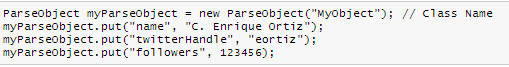 ParseObject myParseObject = new ParseObject("MyObject"); // Class Name
myParseObject.put("name", "C. Enrique Ortiz");
myParseObject.put("twitterHandle", "eortiz");
myParseObject.put("followers", 123456);